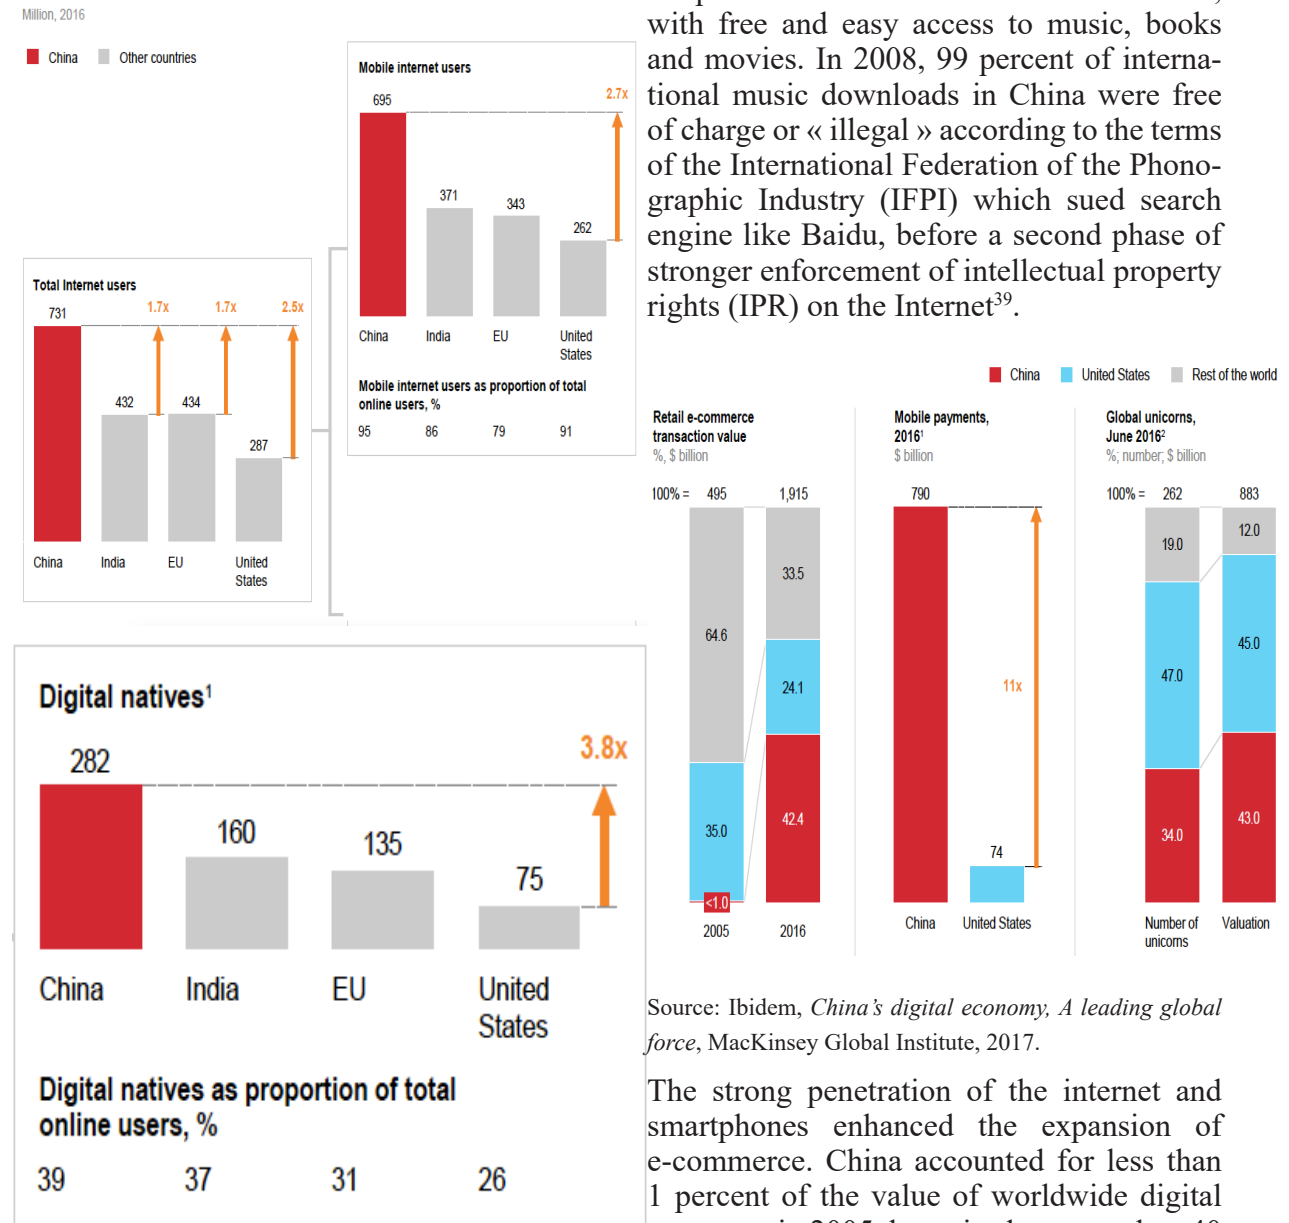 Million, 2016
China
Other countries
Total Internet users
731
1.7x
1.7x
2.5x
432
434
287
China
India
EU
United
States
Mobile internet users
695
2.7x
371
343
262
China
India
EU
United
States
Mobile internet users as proportion of total
online users, %
95
86
79
91
Digital natives¹
282
3.8x
160
135
75
China
India
EU
United
States
Digital natives as proportion of total
online users, %
39
37
31
26
with free and easy access to music, books
and movies. In 2008, 99 percent of interna-
tional music downloads in China were free
of charge or « illegal » according to the terms
of the International Federation of the Phono-
graphic Industry (IFPI) which sued search
engine like Baidu, before a second phase of
stronger enforcement of intellectual property
rights (IPR) on the Internet³⁹.
China
United States
Rest of the world
Retail e-commerce
transaction value
%, $ billion
100% =
495
1,915
64.6
33.5
24.1
35.0
42.4
<1.0
2005
2016
Mobile payments,
2016¹
$ billion
790
11x
74
China
United States
Global unicorns,
June 2016²
%; number; $ billion
100% =
262
883
19.0
12.0
47.0
45.0
34.0
43.0
Number of
unicorns
Valuation
Source: Ibidem, China's digital economy, A leading global
force, MacKinsey Global Institute, 2017.
The strong penetration of the internet and
smartphones enhanced the expansion of
e-commerce. China accounted for less than
1 percent of the value of worldwide digital